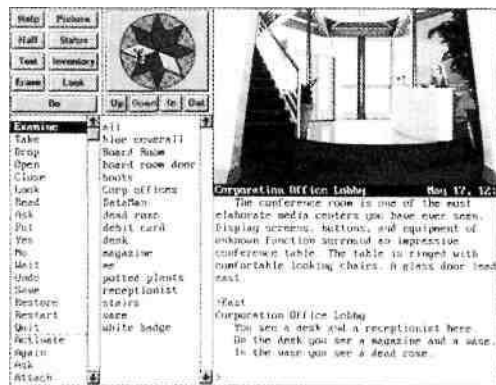 Help Picture
Half Status
Text Inventory
Erase Look
Do
Up Down In Out
Examine
Take
Drop
Open
Close
Look
Read
Ask
Put
Yes
No
Wait
Undo
Save
Restore
Restart
Quit
Activate
Again
Ask
Attach
all
blue coverall
Board Room
board room door
boots
Corp offices
DataMan
dead rose
debit card
desk
magazine
me
potted plants
receptionist
stairs
vase
white badge
Corporation Office Lobby May 17, 12:
The conference room is one of the most
elaborate media centers you have ever seen.
Display screens, buttons, and equipment of
unknown function surround an impressive
conference table. The table is ringed with
comfortable looking chairs. A glass door lead
east.
>East
Corporation Office Lobby
You see a desk and a receptionist here.
On the desk you see a magazine and a vase.
In the vase you see a dead rose.
>